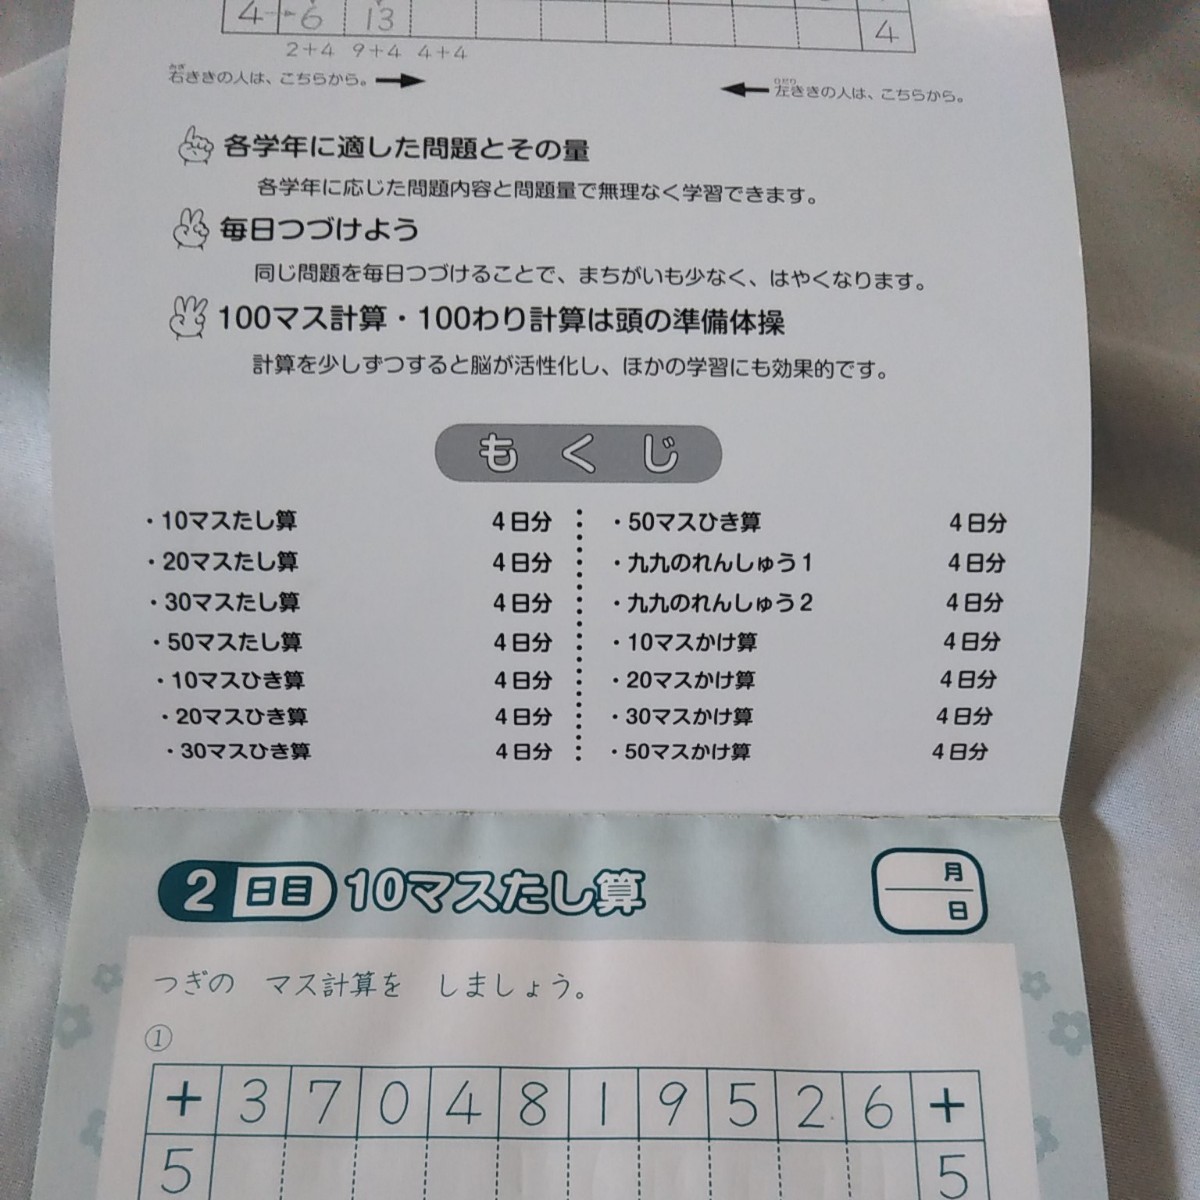 4 6 13 4
2+4 9+4 4+4
右ききの人は、こちらから。 左ききの人は、こちらから。
各学年に適した問題とその量
各学年に応じた問題内容と問題量で無理なく学習できます。
毎日つづけよう
同じ問題を毎日つづけることで、まちがいも少なく、はやくなります。
100マス計算・100わり計算は頭の準備体操
計算を少しずつすると脳が活性化し、ほかの学習にも効果的です。
もくじ
・10マスたし算 4日分
・20マスたし算 4日分
・30マスたし算 4日分
・50マスたし算 4日分
・10マスひき算 4日分
・20マスひき算 4日分
・30マスひき算 4日分
・50マスひき算 4日分
・九九のれんしゅう1 4日分
・九九のれんしゅう2 4日分
・10マスかけ算 4日分
・20マスかけ算 4日分
・30マスかけ算 4日分
・50マスかけ算 4日分
2日目 10マスたし算
月
日
つぎの マス計算を しましょう。
①
+ 3 7 0 4 8 1 9 5 2 6 +
5 5